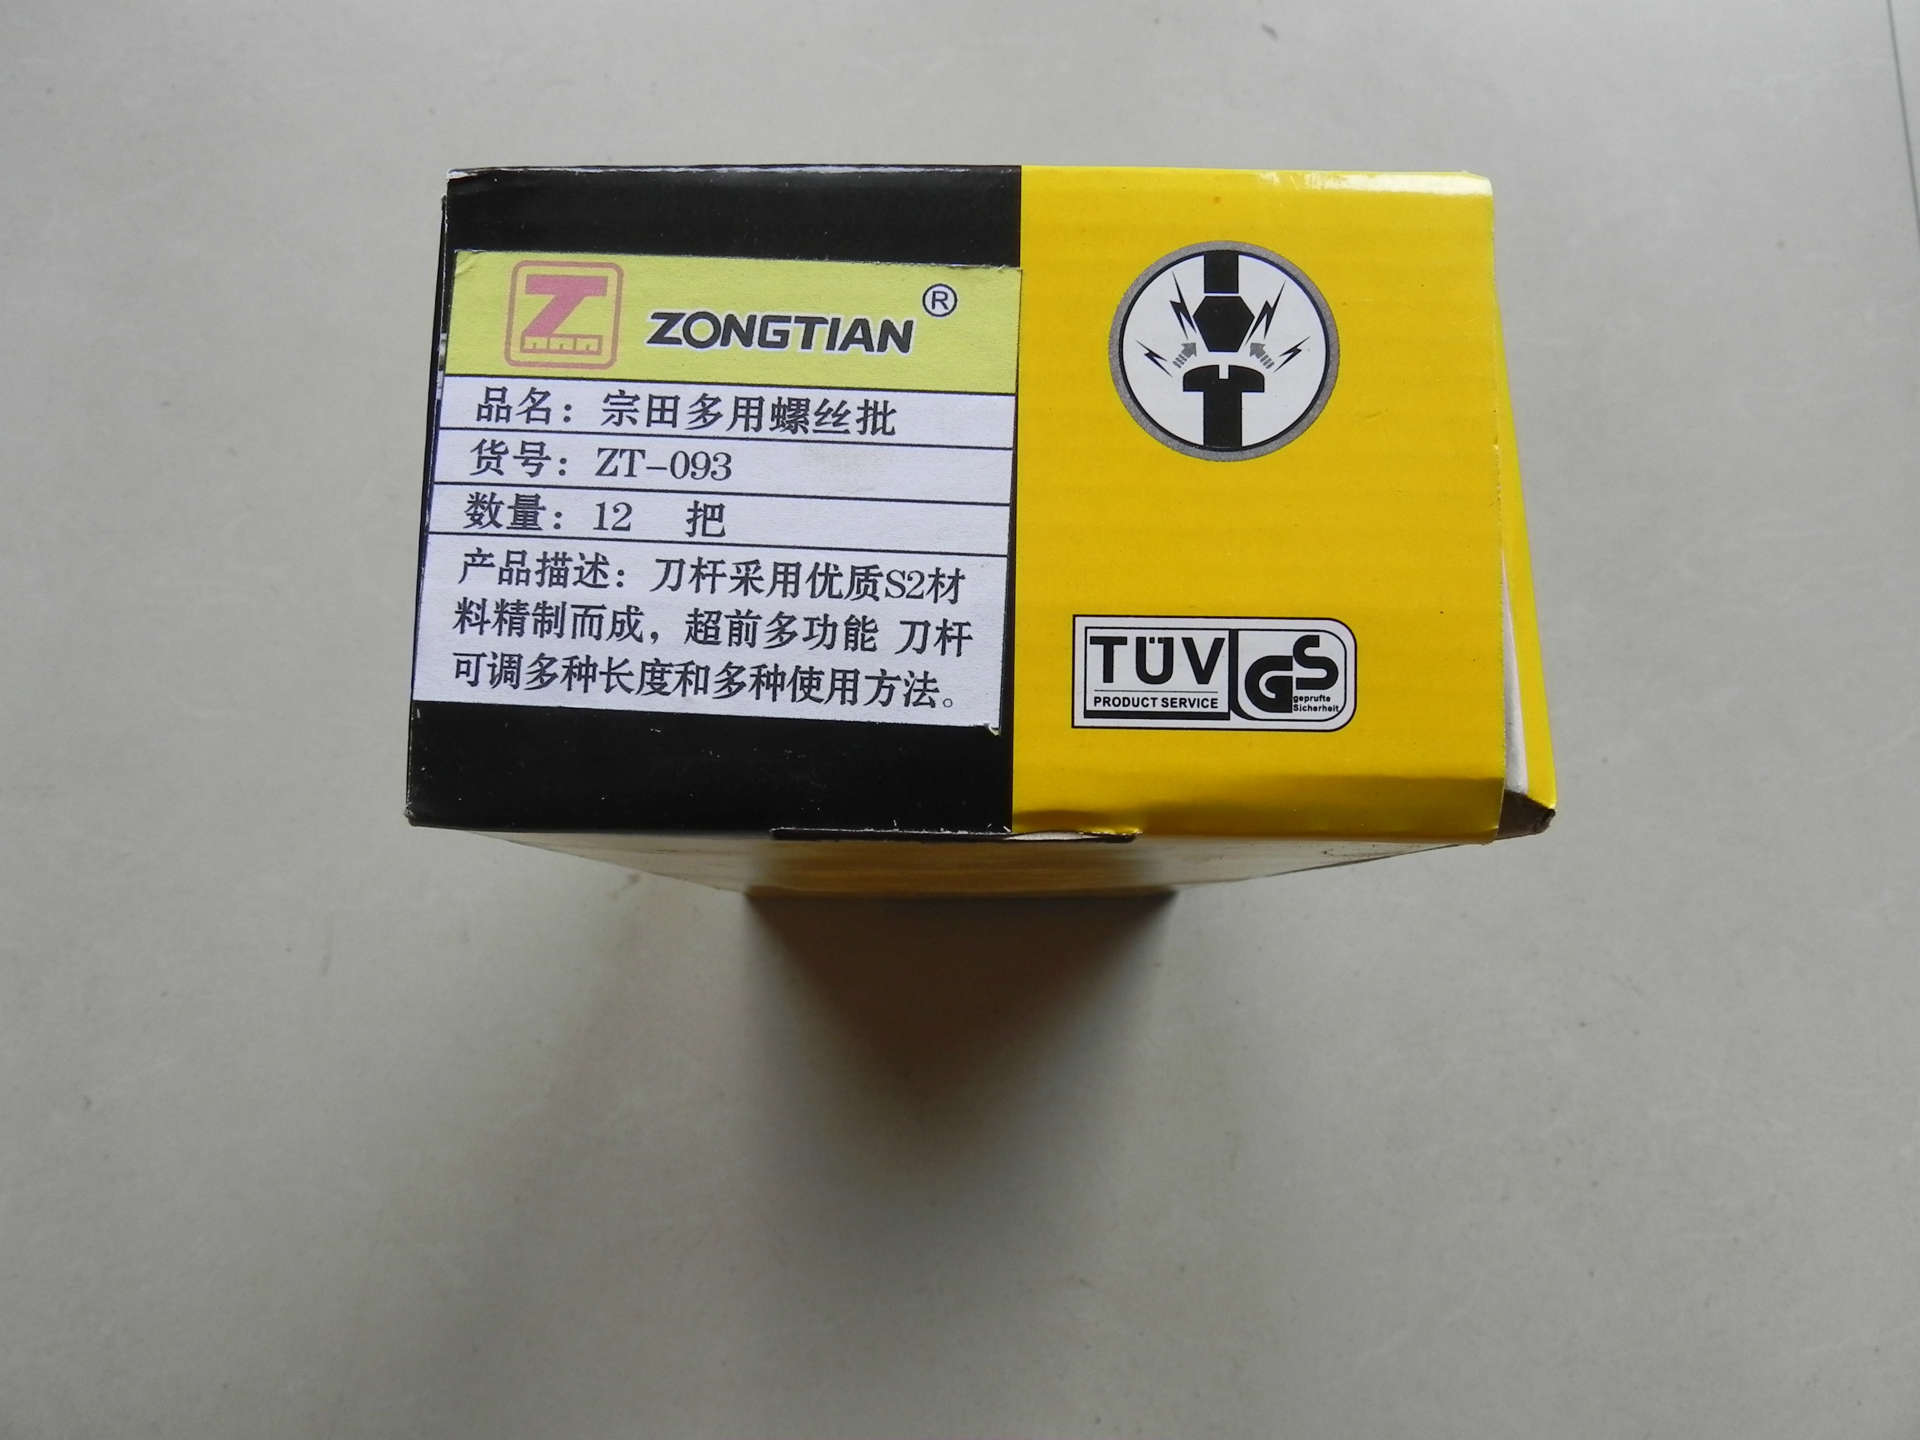 Z
ZONGTIAN®
品名：宗田多用螺丝批
货号：ZT-093
数量：12 把
产品描述：刀杆采用优质S2材
料精制而成，超前多功能 刀杆
可调多种长度和多种使用方法。
TÜV
PRODUCT SERVICE
GS
geprufte
Sicherheit